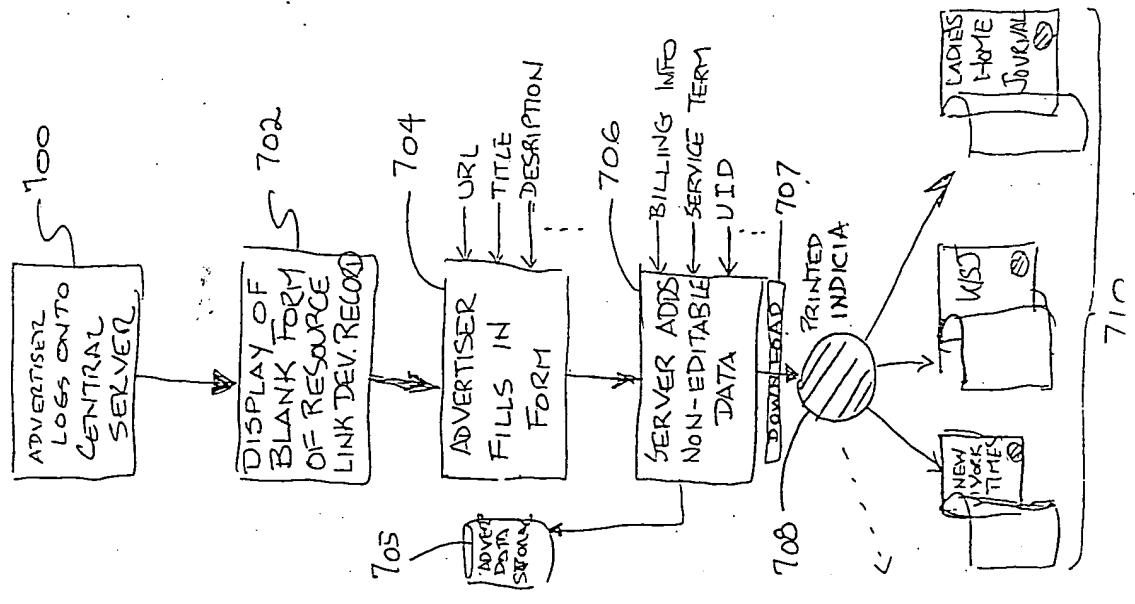 ADVERTISER
LOGS ONTO
CENTRAL
SERVER
700
DISPLAY OF
BLANK FORM
OF RESOURCE
LINK DEV. RECORD
702
ADVERTISER
FILLS IN
FORM
704
URL
TITLE
DESRIPTION
705
ADVER
DATA
SERVER ADDS
NON-EDITABLE
DATA
706
BILLING INFO
SERVICE TERM
UID
DOWNLOAD
707
PRINTED
INDICIA
708
NEW
YORK
TIMES
WSJ
LADIES
HOME
JOURNAL
710